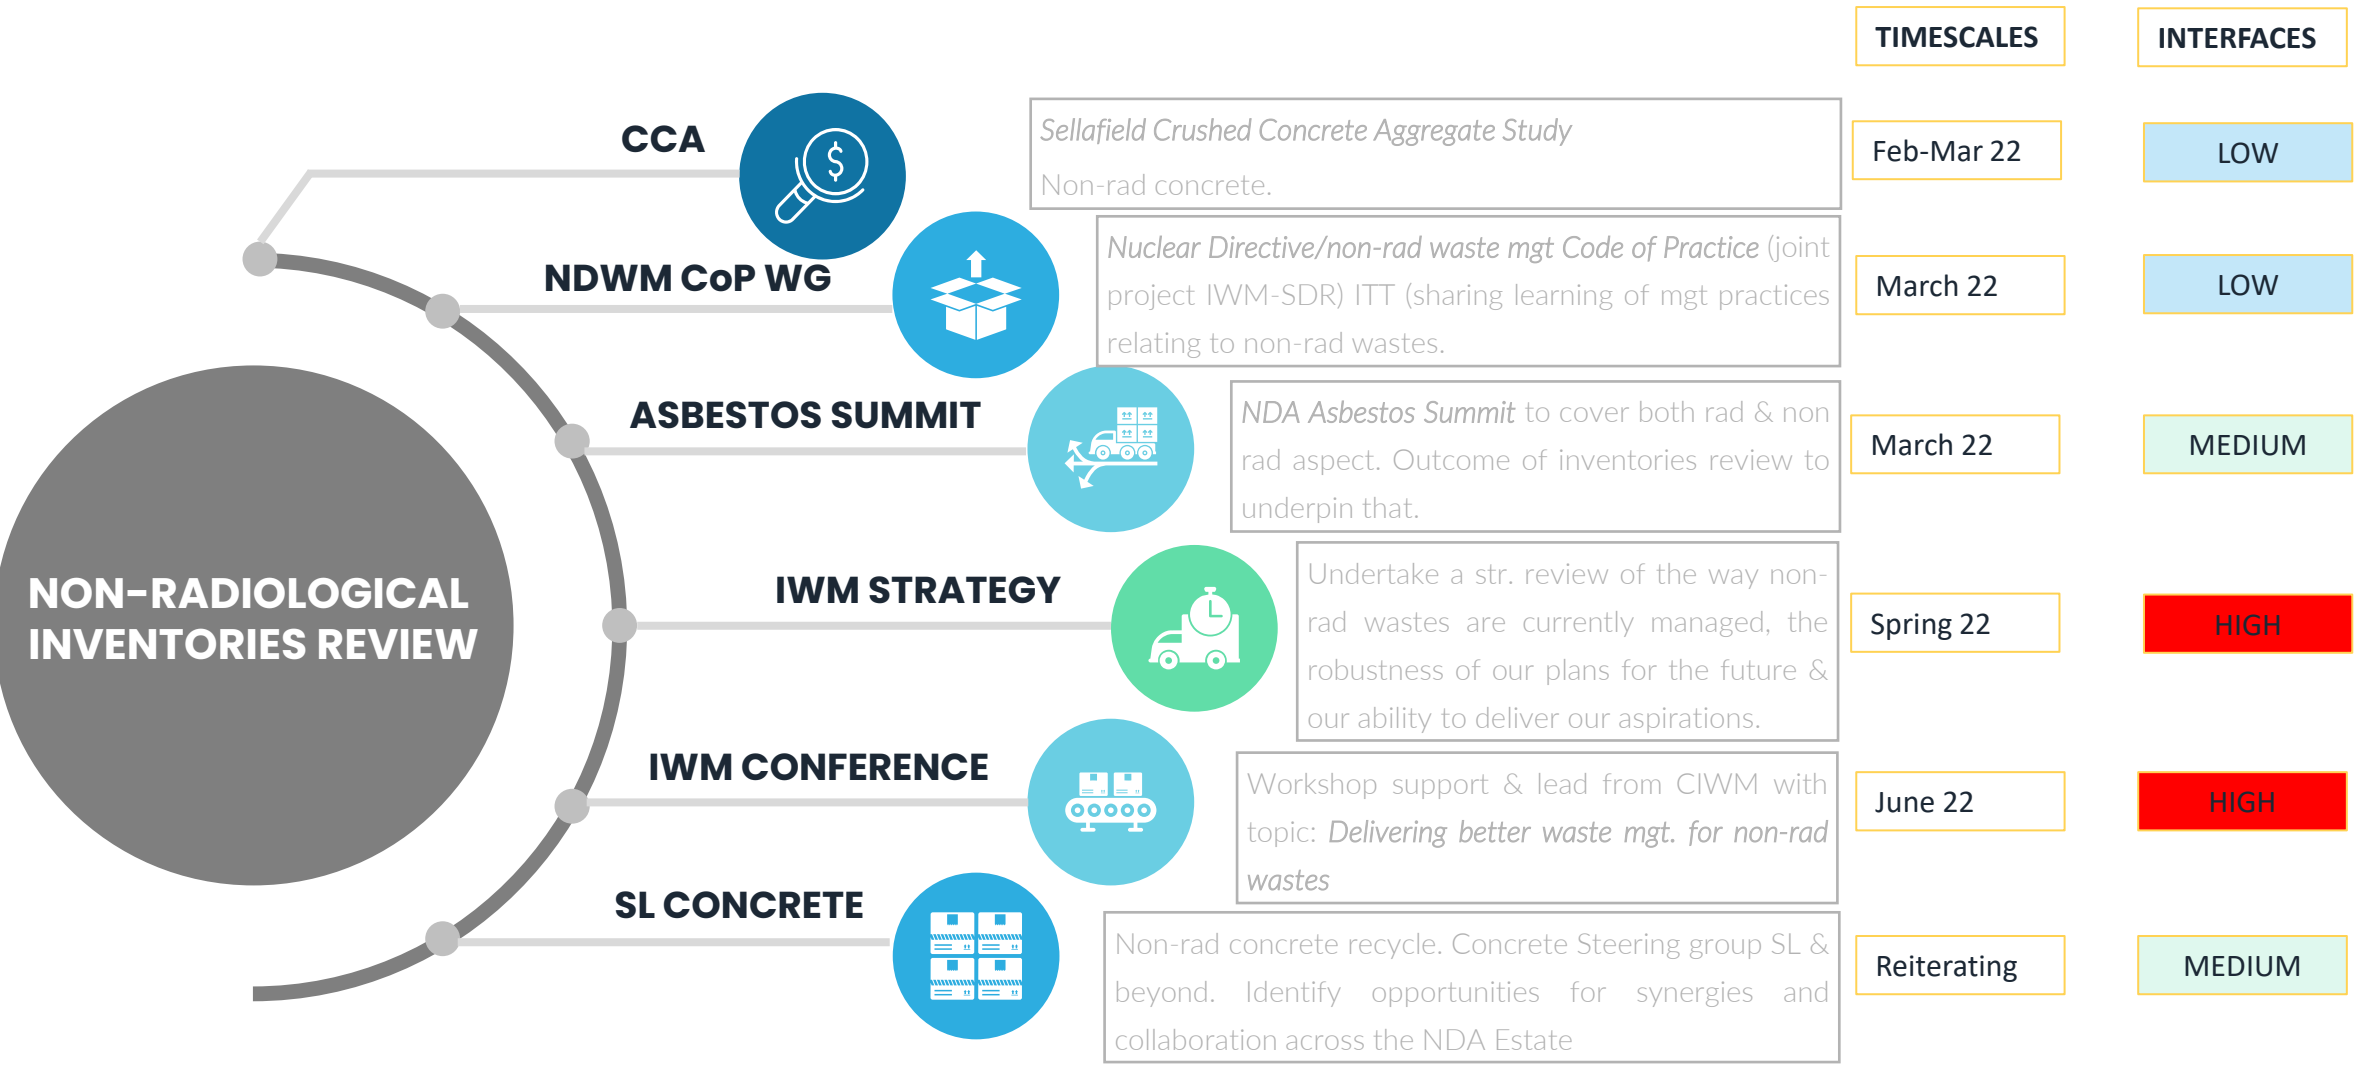 TIMESCALES
INTERFACES
CCA
$
Sellafield Crushed Concrete Aggregate Study
Non-rad concrete.
Feb-Mar 22
LOW
NDWM CoP WG
Nuclear Directive/non-rad waste mgt Code of Practice (joint
project IWM-SDR) ITT (sharing learning of mgt practices
relating to non-rad wastes.
March 22
LOW
ASBESTOS SUMMIT
NDA Asbestos Summit to cover both rad & non
rad aspect. Outcome of inventories review to
underpin that.
March 22
MEDIUM
NON-RADIOLOGICAL
INVENTORIES REVIEW
IWM STRATEGY
Undertake a str. review of the way non-
rad wastes are currently managed, the
robustness of our plans for the future &
our ability to deliver our aspirations.
Spring 22
HIGH
IWM CONFERENCE
Workshop support & lead from CIWM with
topic: Delivering better waste mgt. for non-rad
wastes
June 22
HIGH
SL CONCRETE
Non-rad concrete recycle. Concrete Steering group SL &
beyond. Identify opportunities for synergies and
collaboration across the NDA Estate
Reiterating
MEDIUM